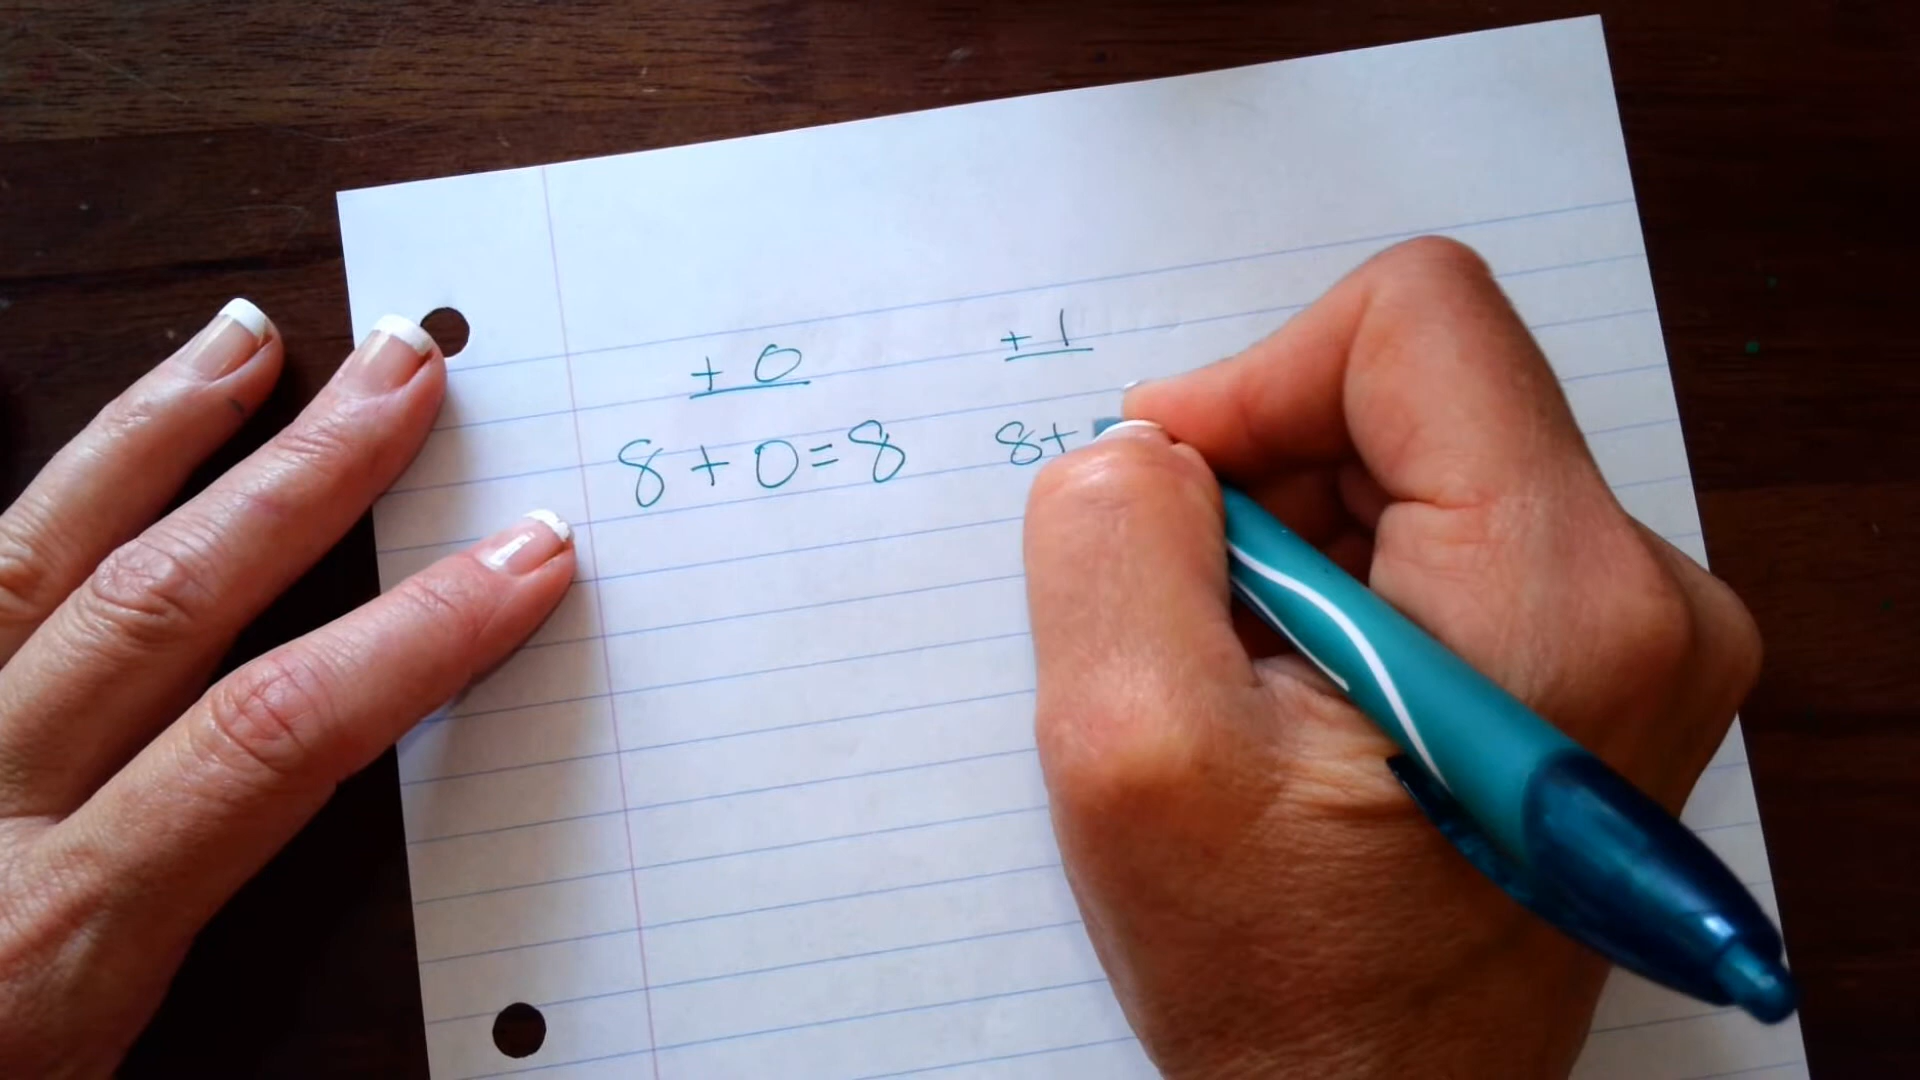 + 0 + 1
8 + 0 = 8 8 +